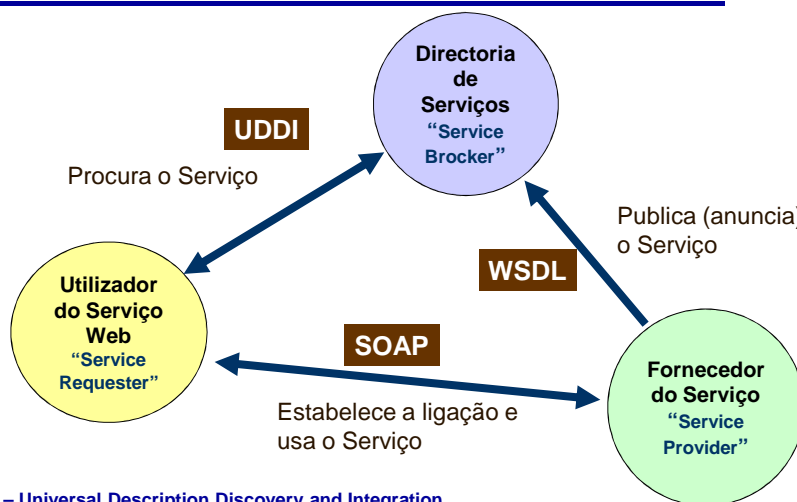 Directoria
de
Serviços
“Service
Brocker”
UDDI
Procura o Serviço
Publica (anuncia)
o Serviço
WSDL
Utilizador
do Serviço
Web
“Service
Requester”
SOAP
Estabelece a ligação e
usa o Serviço
Fornecedor
do Serviço
“Service
Provider”
– Universal Description Discovery and Integration